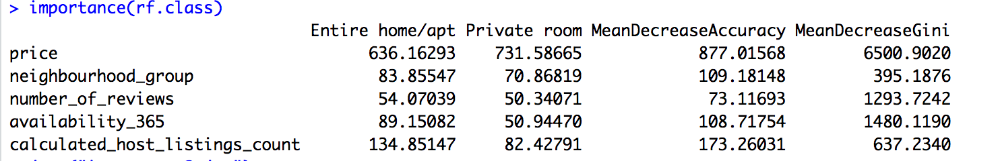 > importance(rf.class)
Entire home/apt Private room MeanDecreaseAccuracy MeanDecreaseGini
price 636.16293 731.58665 877.01568 6500.9020
neighbourhood_group 83.85547 70.86819 109.18148 395.1876
number_of_reviews 54.07039 50.34071 73.11693 1293.7242
availability_365 89.15082 50.94470 108.71754 1480.1190
calculated_host_listings_count 134.85147 82.42791 173.26031 637.2340